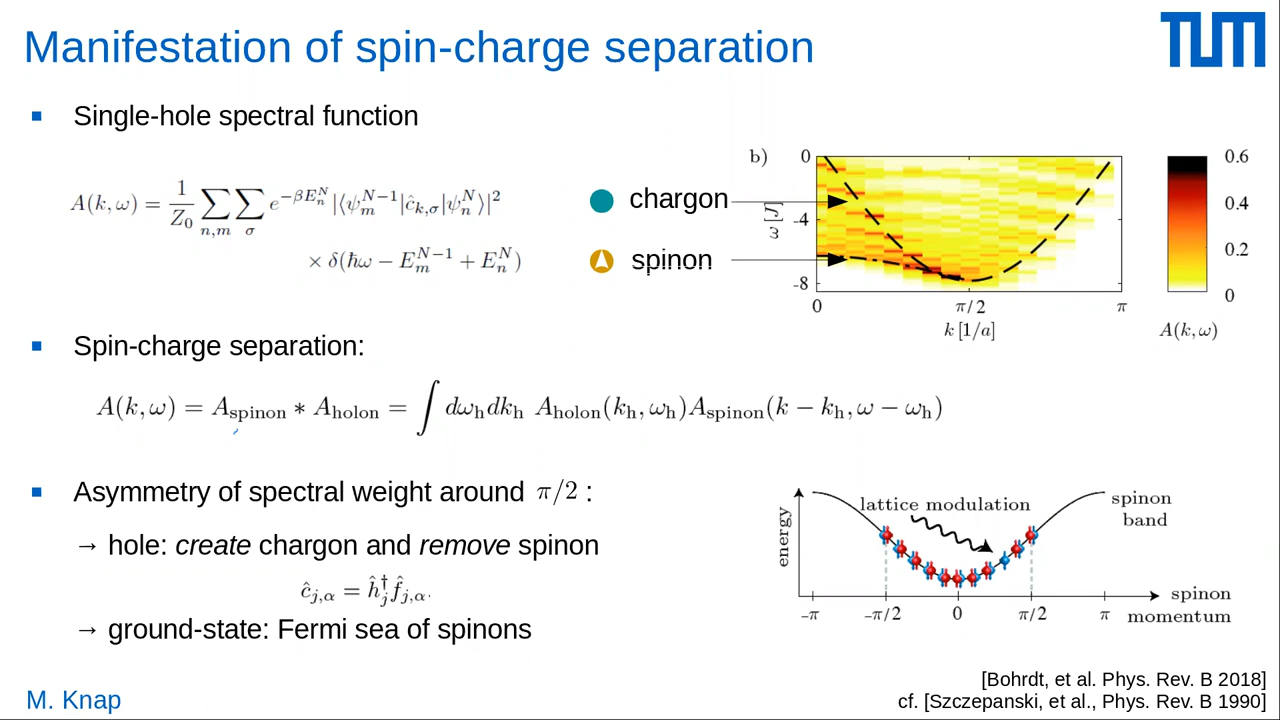 Manifestation of spin-charge separation
TUM
Single-hole spectral function
A(k, ω) = 1/Z₀ ∑_{n,m} ∑_σ e^{−βE_n^N} |⟨ψ_m^{N−1}|ĉ_{k,σ}|ψ_n^N⟩|²
× δ(ħω − E_m^{N−1} + E_n^N)
chargon
spinon
b)
0
-4
-8
ω [J]
0
π/2
π
k [1/a]
0.6
0.4
0.2
0
A(k, ω)
Spin-charge separation:
A(k, ω) = A_spinon ∗ A_holon = ∫ dω_h dk_h A_holon(k_h, ω_h) A_spinon(k − k_h, ω − ω_h)
Asymmetry of spectral weight around π/2 :
→ hole: create chargon and remove spinon
ĉ_{j,α} = ĥ_j^† f̂_{j,α}.
→ ground-state: Fermi sea of spinons
energy
lattice modulation
spinon
band
-π
-π/2
0
π/2
π
spinon
momentum
[Bohrdt, et al. Phys. Rev. B 2018]
cf. [Szczepanski, et al., Phys. Rev. B 1990]
M. Knap